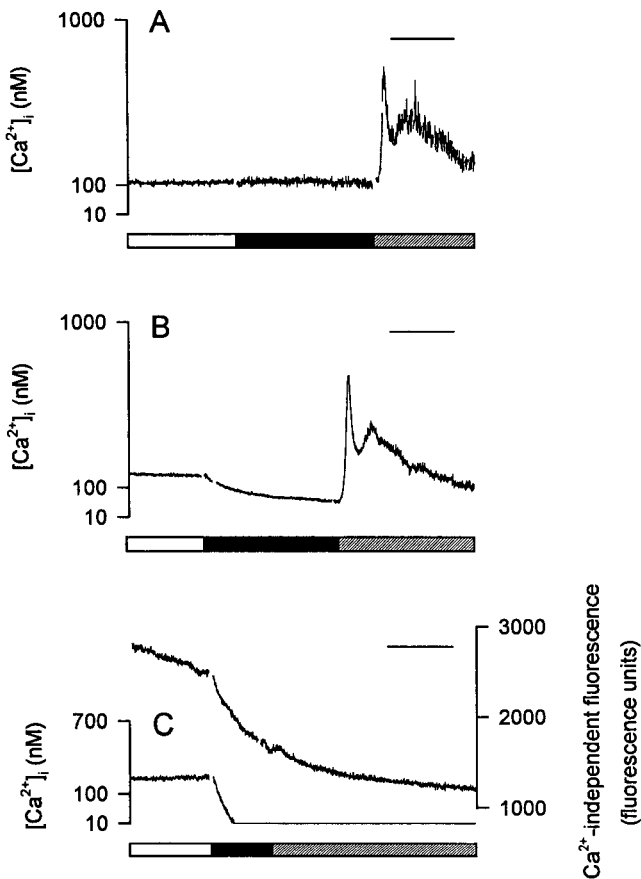 A
1000
100
10
[Ca²⁺]ᵢ (nM)
B
1000
100
10
[Ca²⁺]ᵢ (nM)
C
700
100
10
[Ca²⁺]ᵢ (nM)
3000
2000
1000
Ca²⁺-independent fluorescence
(fluorescence units)